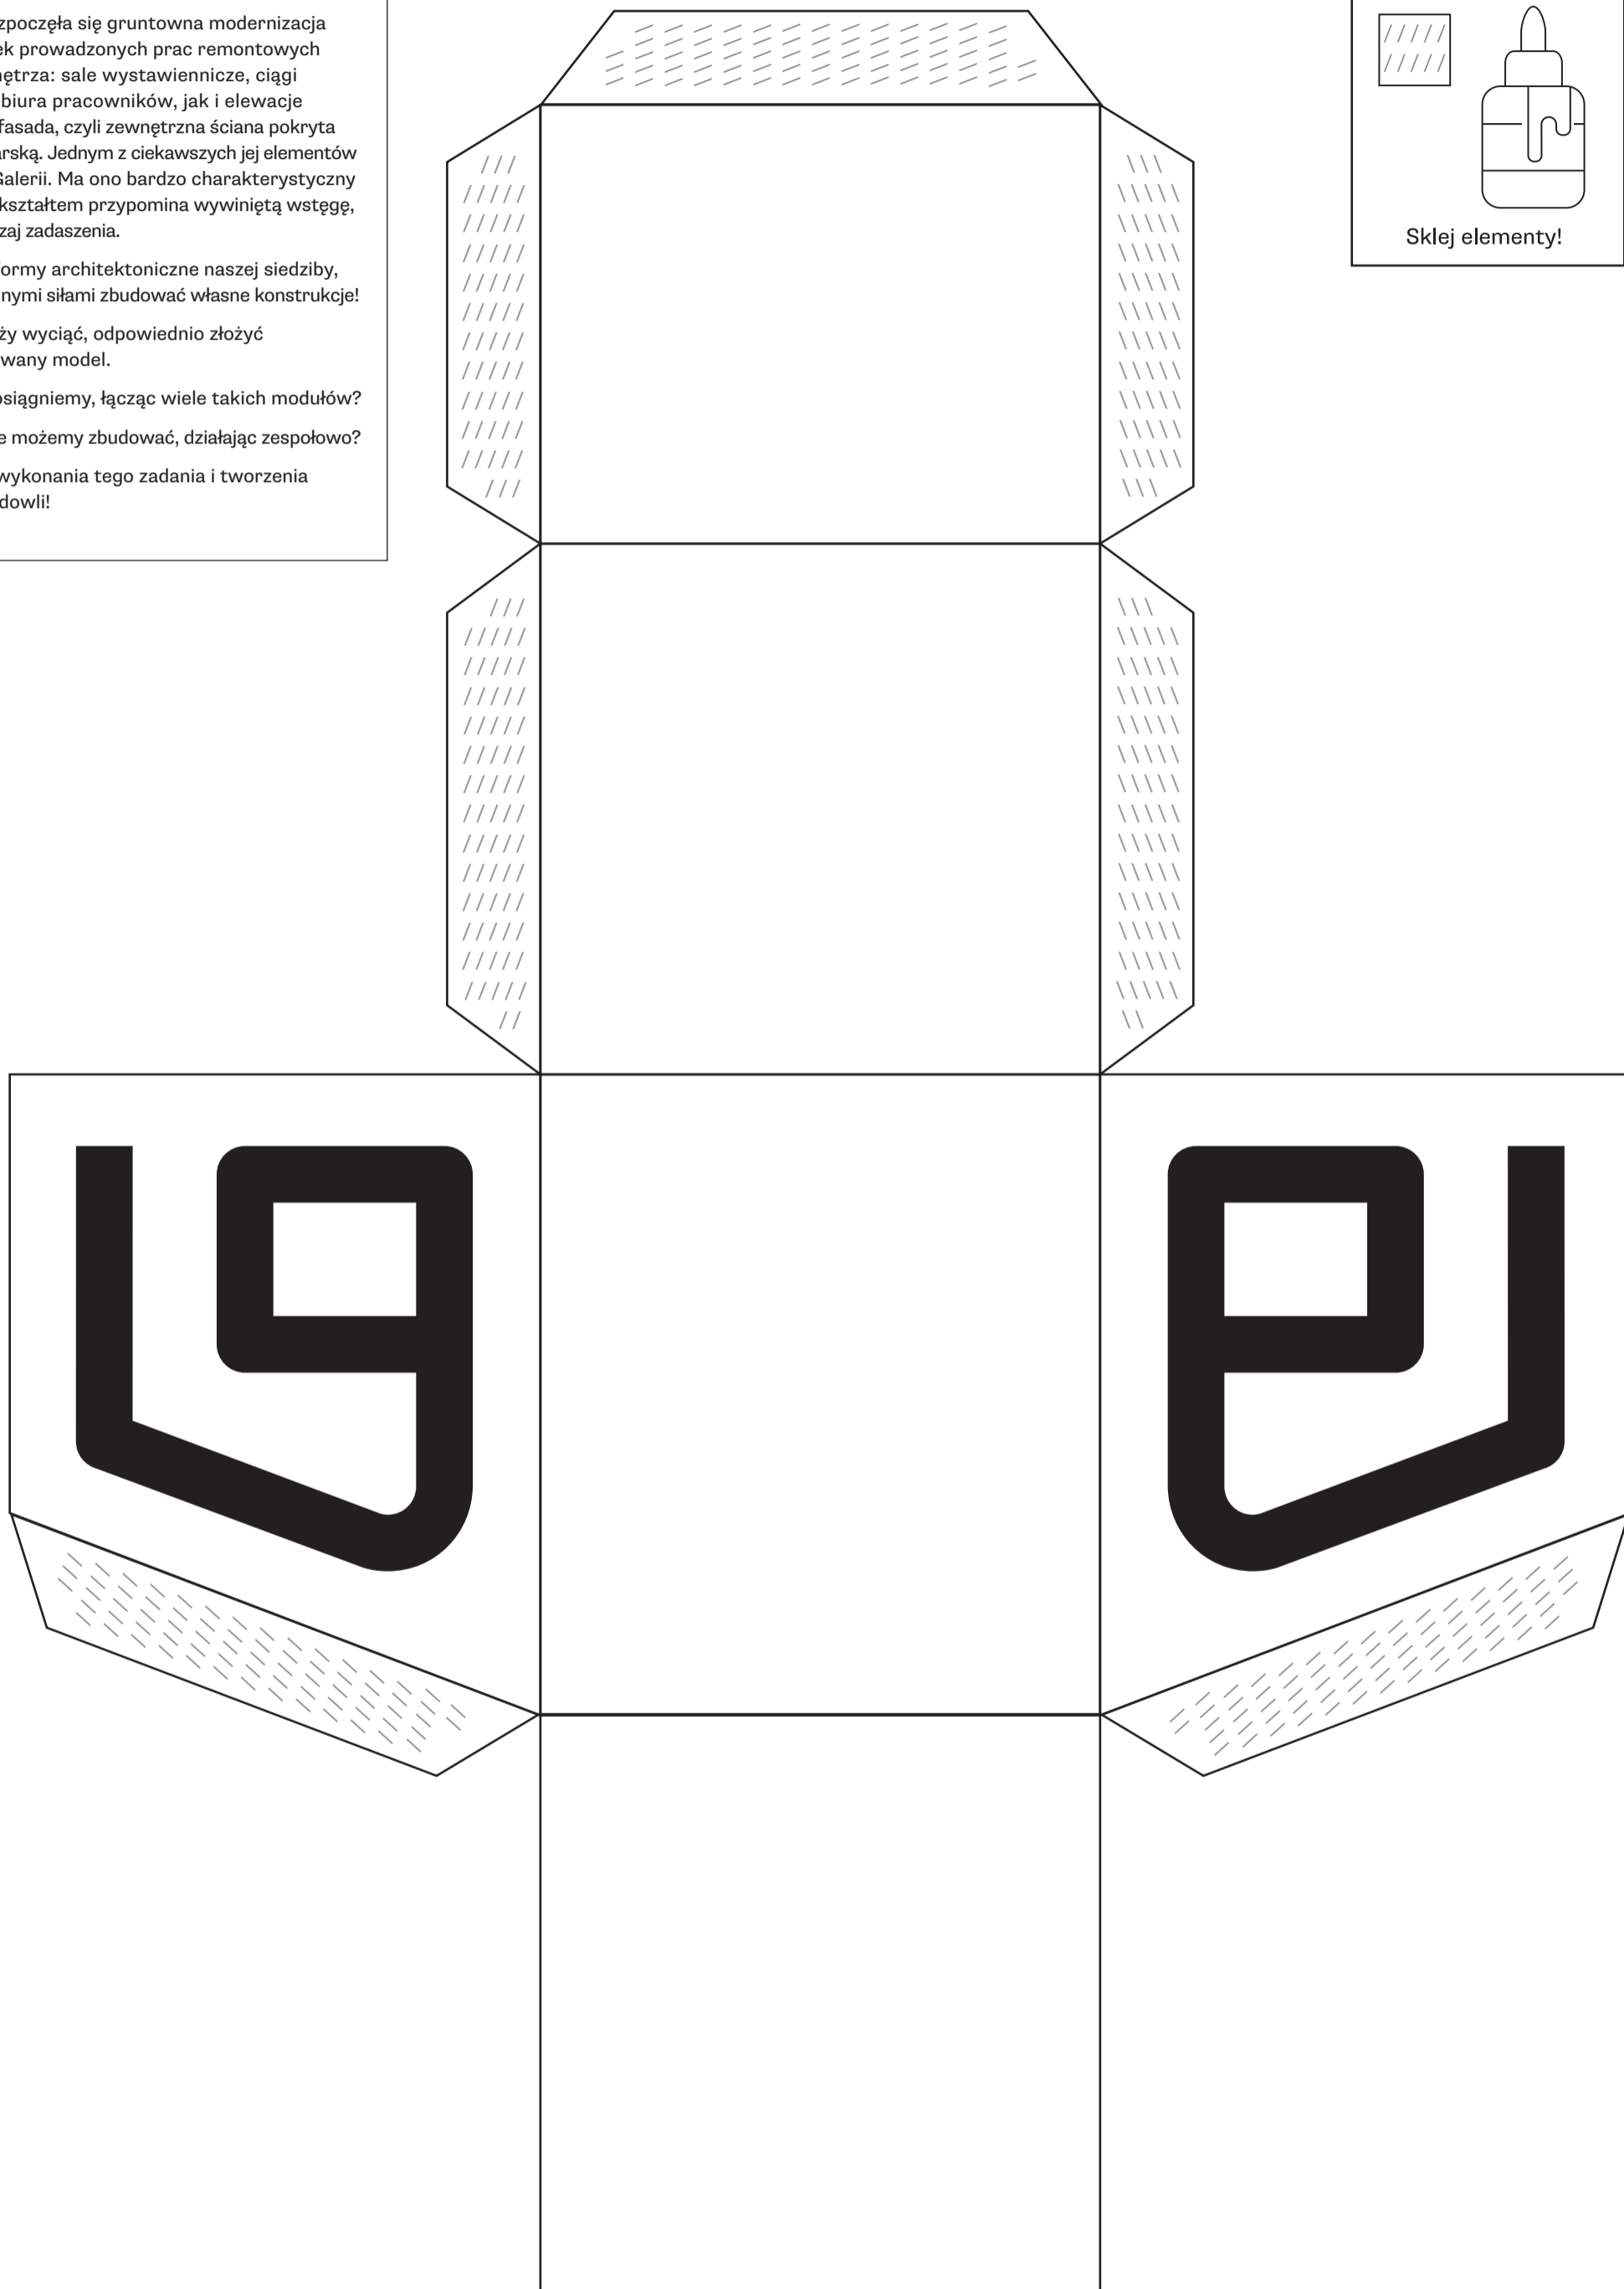 zpoczęła się gruntowna modernizacja
ek prowadzonych prac remontowych
nętrza: sale wystawiennicze, ciągi
biura pracowników, jak i elewacje
fasada, czyli zewnętrzna ściana pokryta
arską. Jednym z ciekawszych jej elementów
Galerii. Ma ono bardzo charakterystyczny
kształtem przypomina wywiniętą wstęgę,
zaj zadaszenia.
formy architektoniczne naszej siedziby,
nymi siłami zbudować własne konstrukcje!
ży wyciąć, odpowiednio złożyć
wany model.
osiągniemy, łącząc wiele takich modułów?
e możemy zbudować, działając zespołowo?
wykonania tego zadania i tworzenia
dowli!
Sklej elementy!